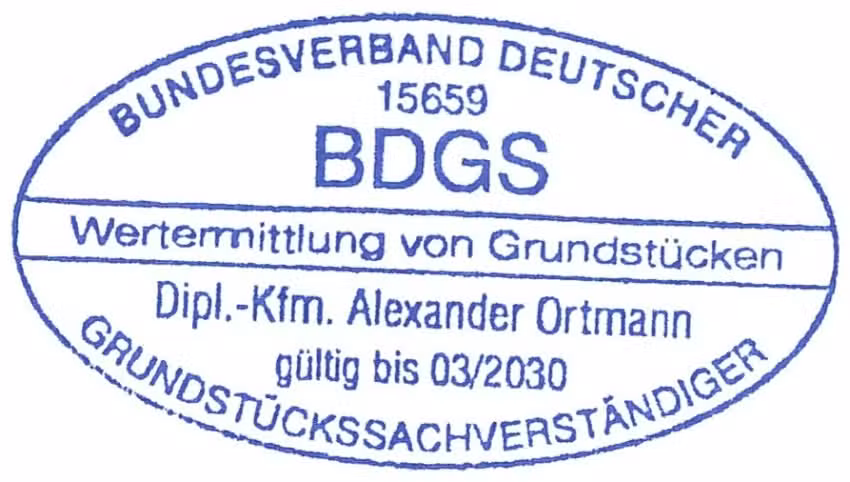 BUNDESVERBAND DEUTSCHER
15659
BDGS
Wertermittlung von Grundstücken
Dipl.-Kfm. Alexander Ortmann
gültig bis 03/2030
GRUNDSTÜCKSSACHVERSTÄNDIGER